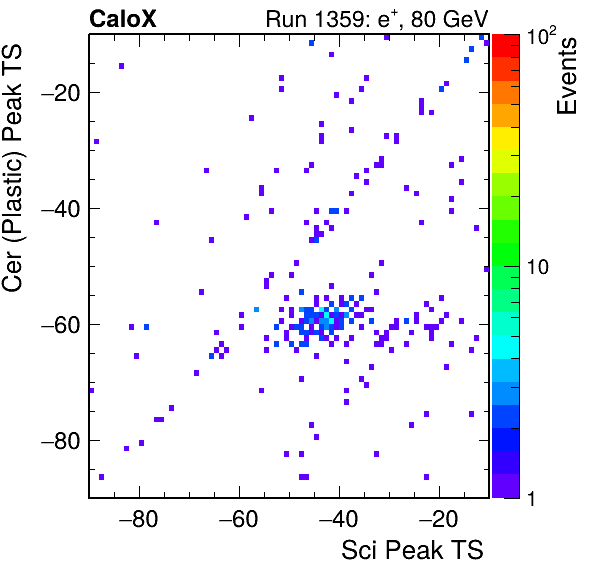 CaloX Run 1359: e⁺, 80 GeV
Cer (Plastic) Peak TS
−20
−40
−60
−80
−80 −60 −40 −20
Sci Peak TS
10²
10
1
Events